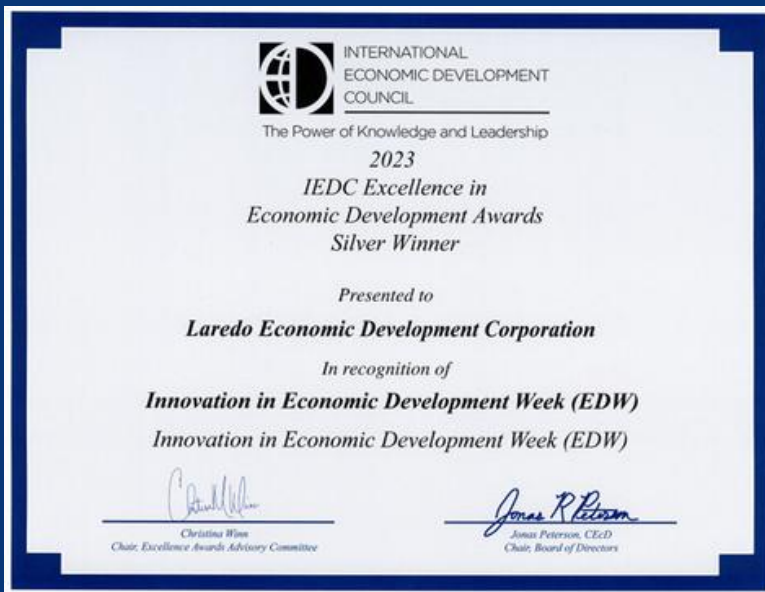 INTERNATIONAL
ECONOMIC DEVELOPMENT
COUNCIL
The Power of Knowledge and Leadership
2023
IEDC Excellence in
Economic Development Awards
Silver Winner
Presented to
Laredo Economic Development Corporation
In recognition of
Innovation in Economic Development Week (EDW)
Innovation in Economic Development Week (EDW)
Jonas R Peterson
Christina Winn
Chair, Excellence Awards Advisory Committee
Jonas Peterson, CEcD
Chair, Board of Directors